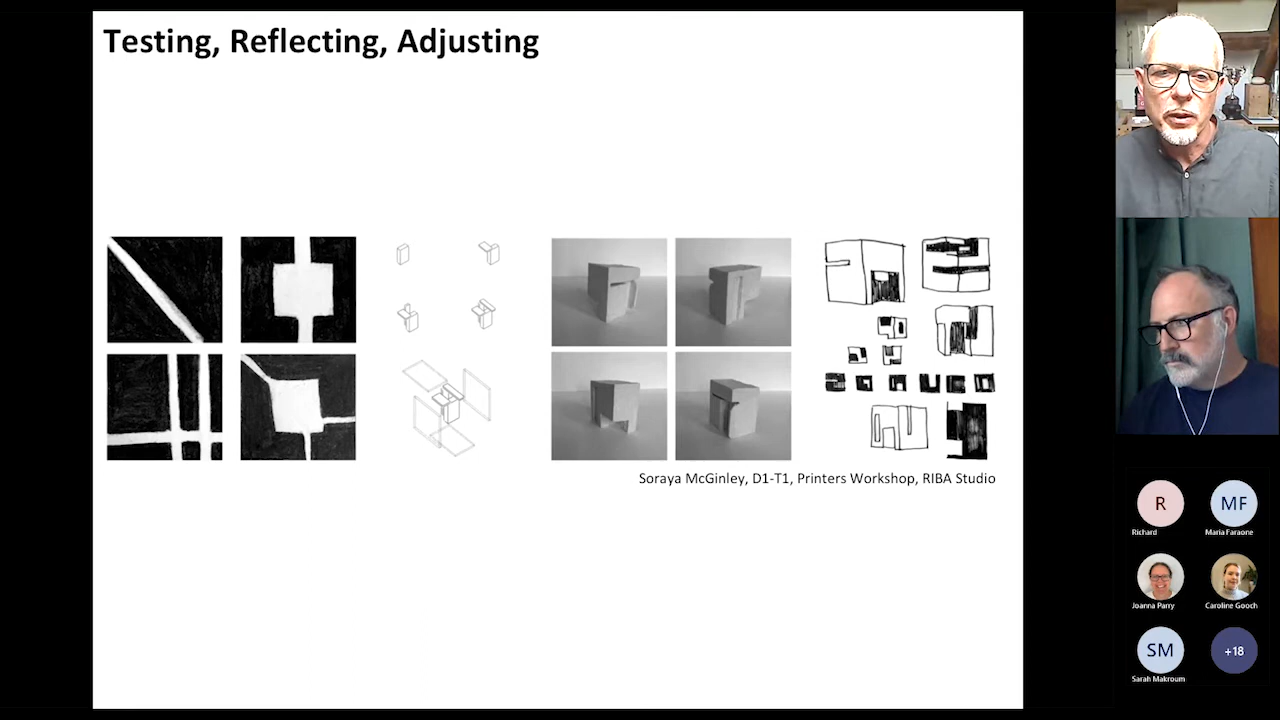 Testing, Reflecting, Adjusting
Soraya McGinley, D1-T1, Printers Workshop, RIBA Studio
R
MF
Richard
Maria Faraone
Joanna Parry
Caroline Gooch
SM
+18
Sarah Makroum